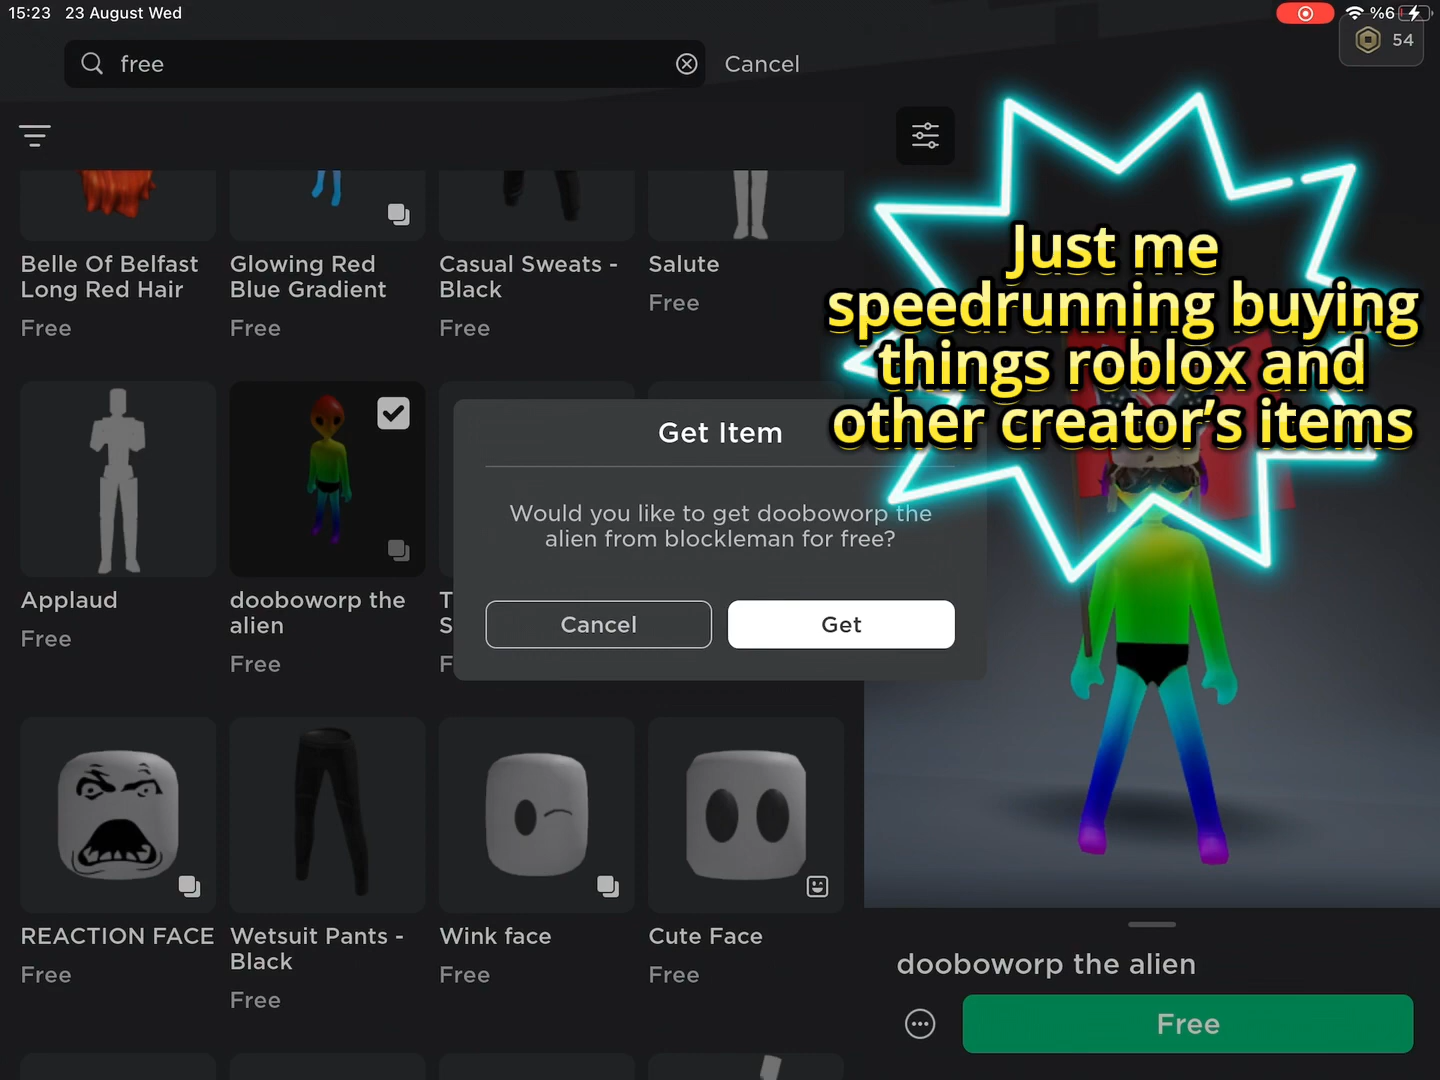 15:23 23 August Wed
%6
54
free
Cancel
Belle Of Belfast
Long Red Hair
Free
Glowing Red
Blue Gradient
Free
Casual Sweats -
Black
Free
Salute
Free
Just me
speedrunning buying
things roblox and
other creator's items
Applaud
Free
dooboworp the
alien
Free
T
S
F
Get Item
Would you like to get dooboworp the
alien from blockleman for free?
Cancel
Get
REACTION FACE
Free
Wetsuit Pants -
Black
Free
Wink face
Free
Cute Face
Free
dooboworp the alien
Free